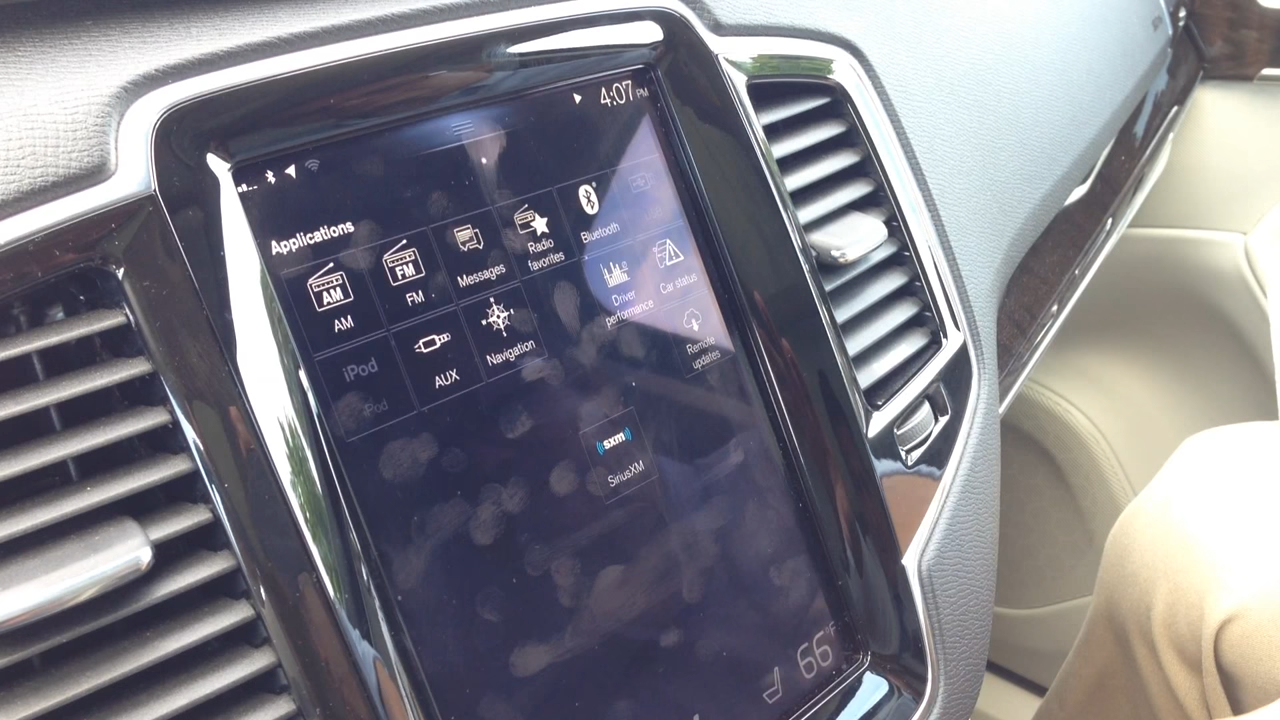 4:07 PM
Applications
AM
AM
FM
FM
Messages
Radio
favorites
Bluetooth
iPod
iPod
AUX
Navigation
Driver
performance
Car status
Remote
updates
sxm
SiriusXM
66°F